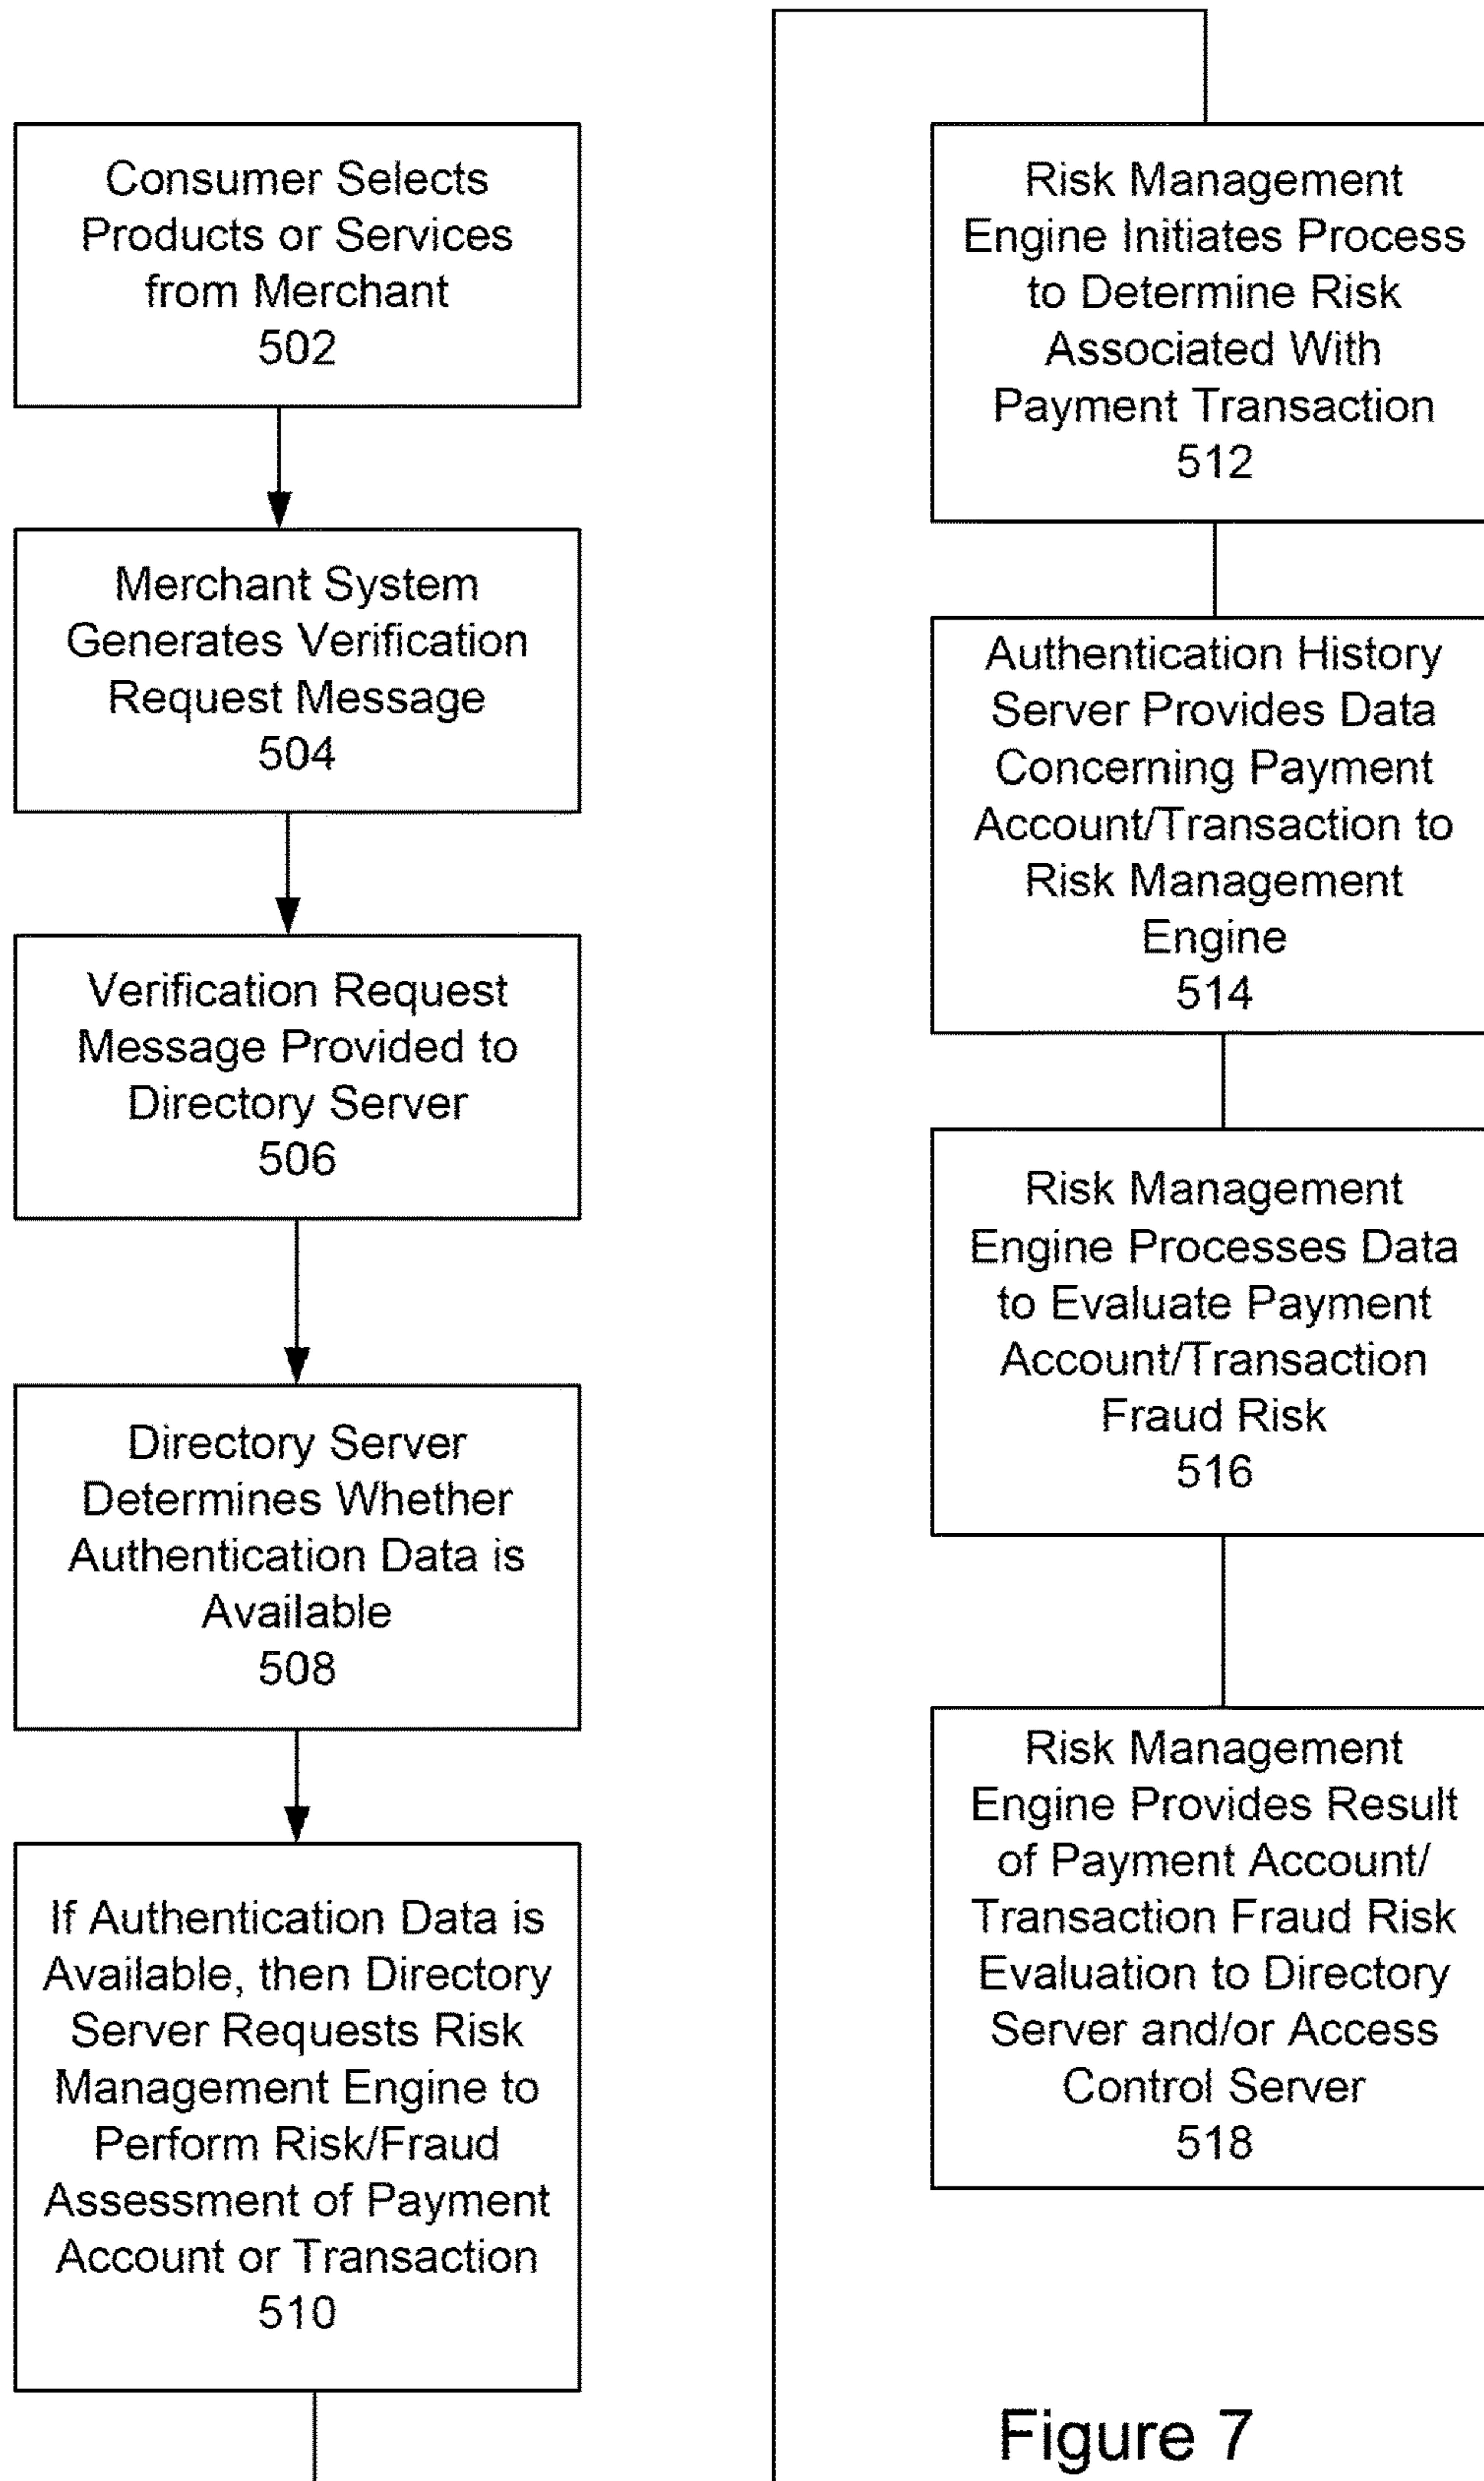 Consumer Selects
Products or Services
from Merchant
502
Merchant System
Generates Verification
Request Message
504
Verification Request
Message Provided to
Directory Server
506
Directory Server
Determines Whether
Authentication Data is
Available
508
If Authentication Data is
Available, then Directory
Server Requests Risk
Management Engine to
Perform Risk/Fraud
Assessment of Payment
Account or Transaction
510
Risk Management
Engine Initiates Process
to Determine Risk
Associated With
Payment Transaction
512
Authentication History
Server Provides Data
Concerning Payment
Account/Transaction to
Risk Management
Engine
514
Risk Management
Engine Processes Data
to Evaluate Payment
Account/Transaction
Fraud Risk
516
Risk Management
Engine Provides Result
of Payment Account/
Transaction Fraud Risk
Evaluation to Directory
Server and/or Access
Control Server
518
Figure 7